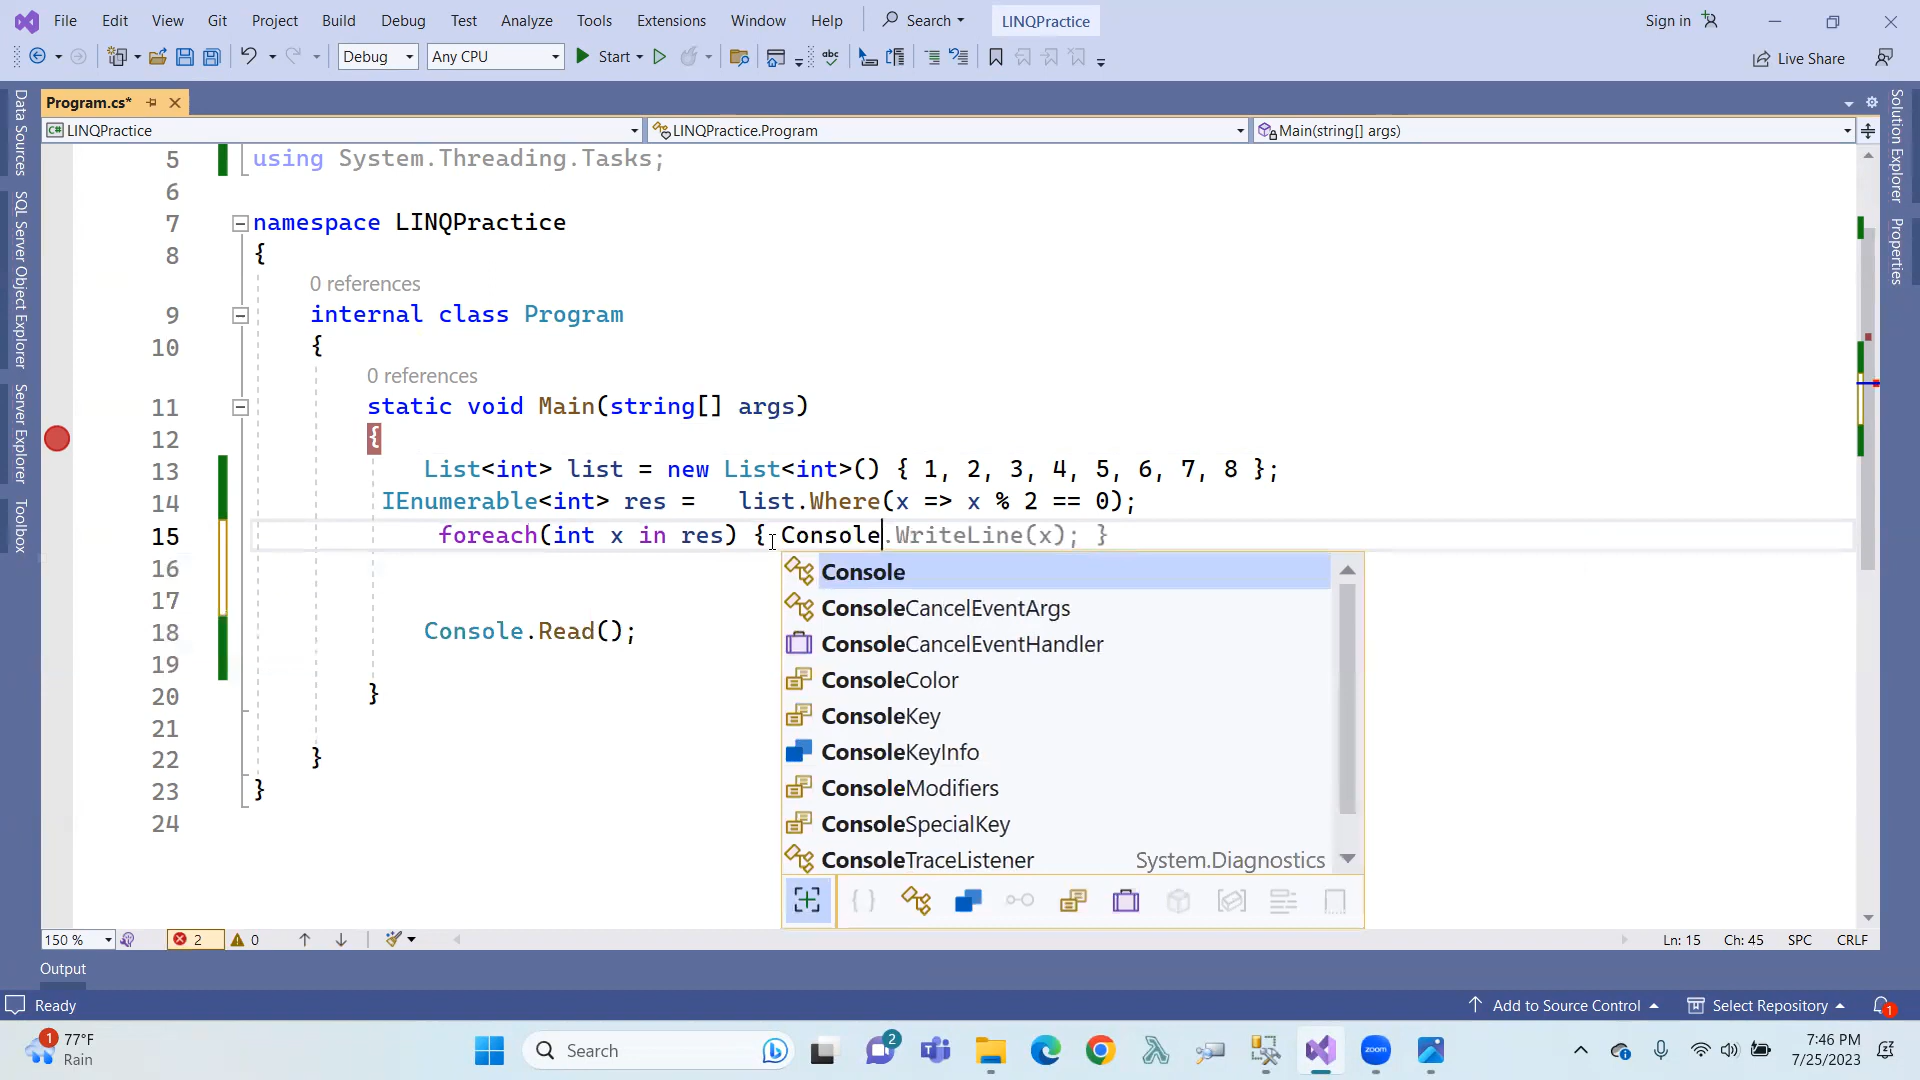 File Edit View Git Project Build Debug Test Analyze Tools Extensions Window Help Search LINQPractice Sign in
Debug Any CPU Start abc Live Share
Program.cs*
LINQPractice LINQPractice.Program Main(string[] args)
Data Sources
SQL Server Object Explorer
Server Explorer
Toolbox
5 using System.Threading.Tasks;
6
7 namespace LINQPractice
8 {
0 references
9 internal class Program
10 {
0 references
11 static void Main(string[] args)
12 {
13 List<int> list = new List<int>() { 1, 2, 3, 4, 5, 6, 7, 8 };
14 IEnumerable<int> res = list.Where(x => x % 2 == 0);
15 foreach(int x in res) { Console.WriteLine(x); }
16
17
18 Console.Read();
19
20 }
21
22 }
23 }
24
Console
ConsoleCancelEventArgs
ConsoleCancelEventHandler
ConsoleColor
ConsoleKey
ConsoleKeyInfo
ConsoleModifiers
ConsoleSpecialKey
ConsoleTraceListener System.Diagnostics
Solution Explorer
Properties
150 % 2 0 Ln: 15 Ch: 45 SPC CRLF
Output
Ready Add to Source Control Select Repository 1
1 77°F
Rain
Search
2
zoom
7:46 PM
7/25/2023